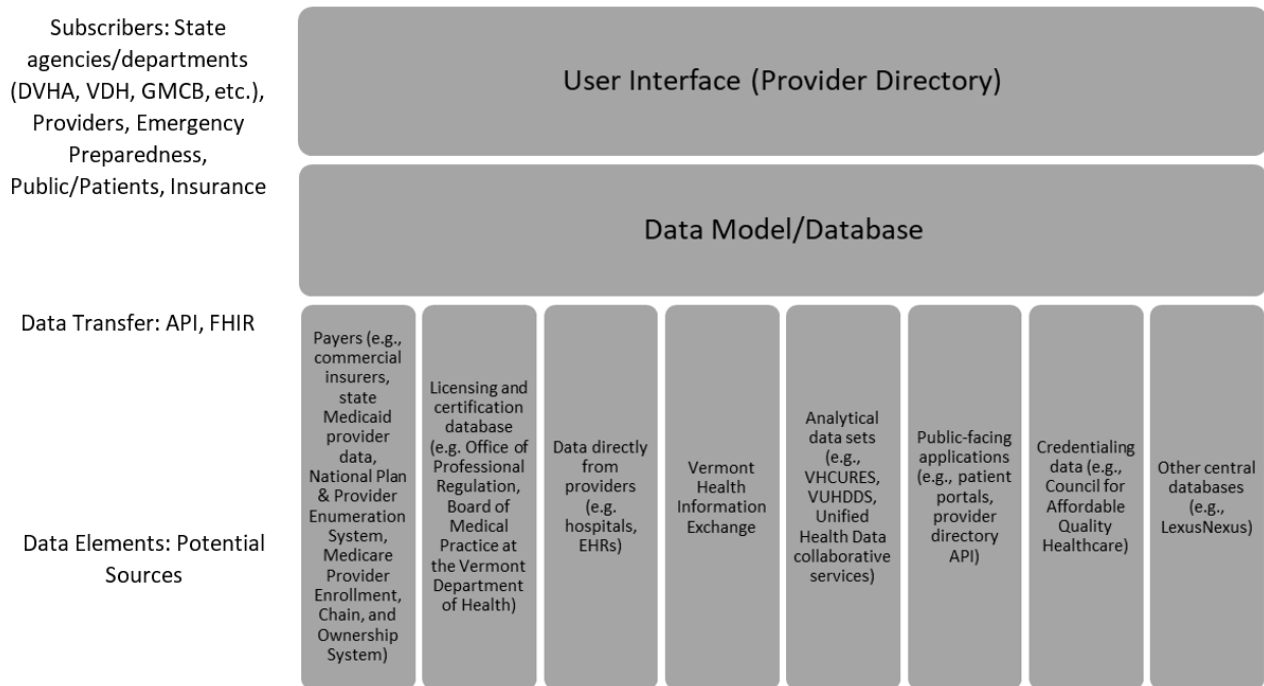 Subscribers: State
agencies/departments
(DVHA, VDH, GMCB, etc.),
Providers, Emergency
Preparedness,
Public/Patients, Insurance
User Interface (Provider Directory)
Data Model/Database
Data Transfer: API, FHIR
Data Elements: Potential
Sources
Payers (e.g.,
commercial
insurers,
state
Medicaid
provider
data,
National Plan
& Provider
Enumeration
System,
Medicare
Provider
Enrollment,
Chain, and
Ownership
System)
Licensing and
certification
database
(e.g. Office of
Professional
Regulation,
Board of
Medical
Practice at
the Vermont
Department
of Health)
Data directly
from
providers
(e.g.
hospitals,
EHRs)
Vermont
Health
Information
Exchange
Analytical
data sets
(e.g.,
VHCURES,
VUHDDS,
Unified
Health Data
collaborative
services)
Public-facing
applications
(e.g., patient
portals,
provider
directory
API)
Credentialing
data (e.g.,
Council for
Affordable
Quality
Healthcare)
Other central
databases
(e.g.,
LexusNexus)